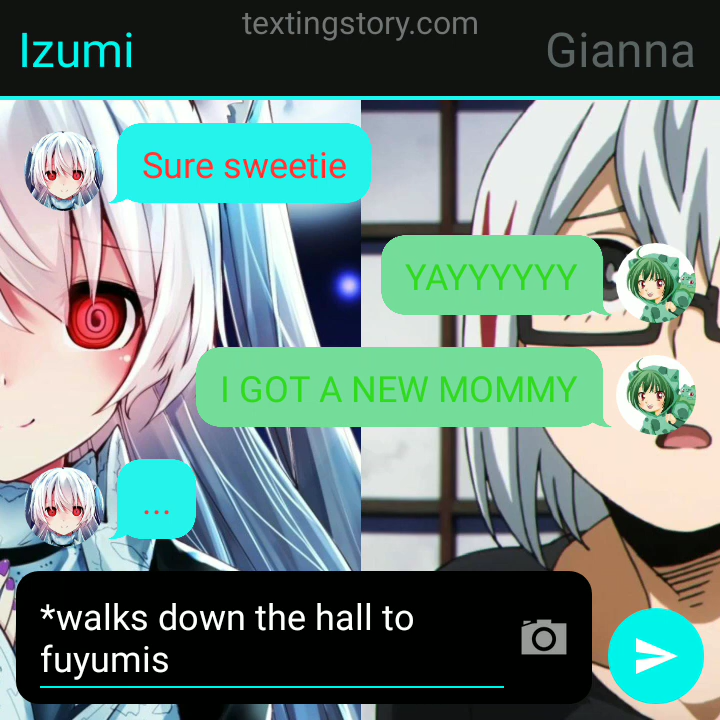 textingstory.com
Izumi
Gianna
Sure sweetie
YAYYYYYY
I GOT A NEW MOMMY
...
*walks down the hall to
fuyumis